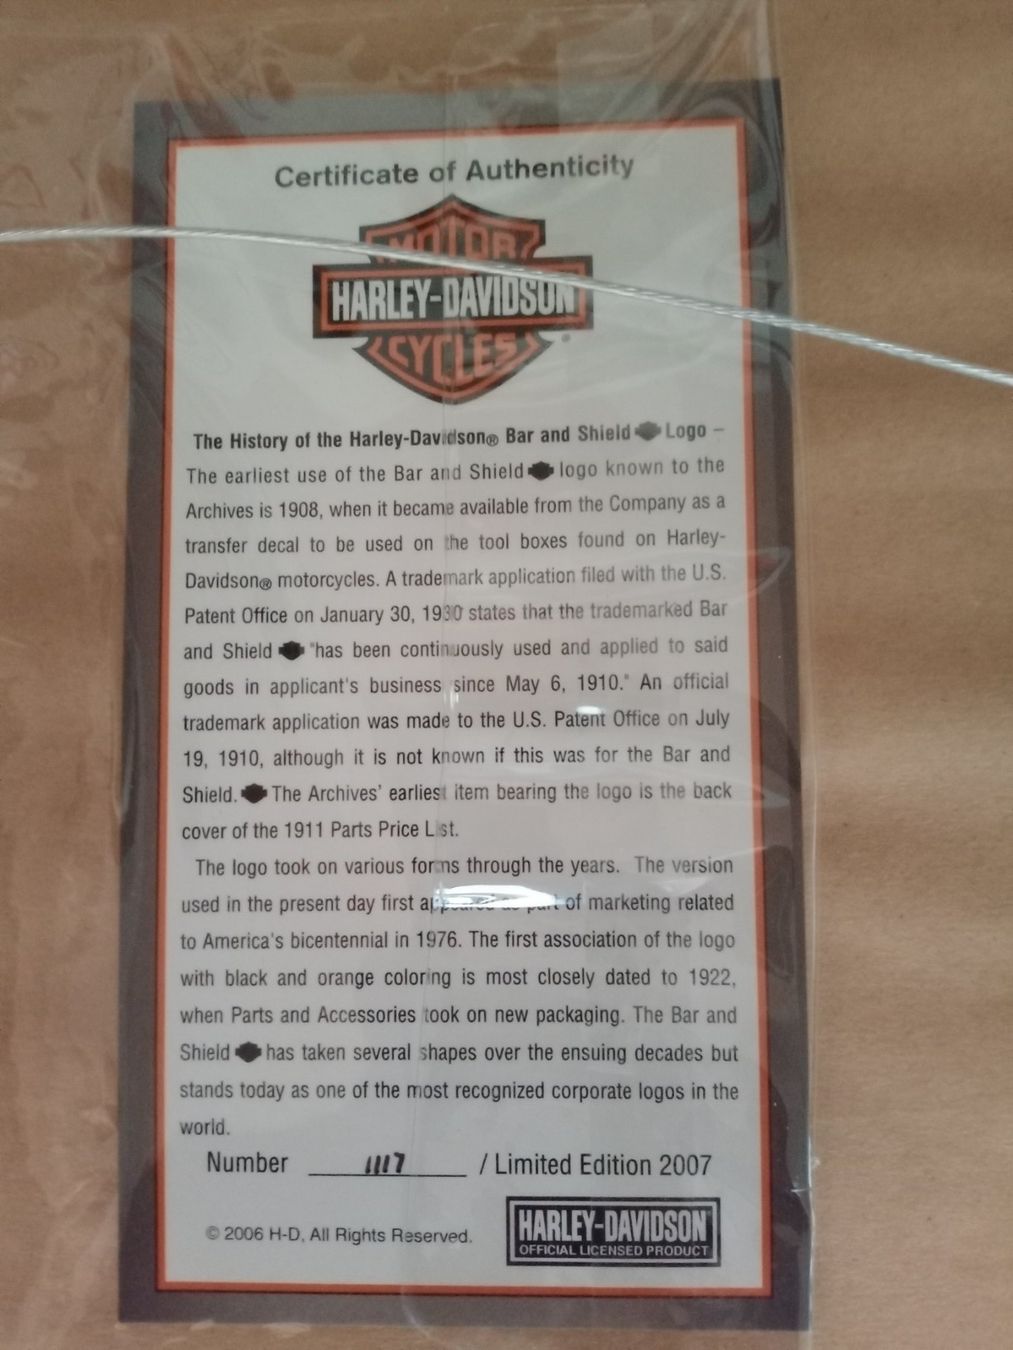 Certificate of Authenticity
MOTOR
HARLEY-DAVIDSON
CYCLES
The History of the Harley-Davidson® Bar and Shield Logo –
The earliest use of the Bar and Shield logo known to the
Archives is 1908, when it became available from the Company as a
transfer decal to be used on the tool boxes found on Harley-
Davidson® motorcycles. A trademark application filed with the U.S.
Patent Office on January 30, 1930 states that the trademarked Bar
and Shield "has been continuously used and applied to said
goods in applicant's business since May 6, 1910." An official
trademark application was made to the U.S. Patent Office on July
19, 1910, although it is not known if this was for the Bar and
Shield. The Archives' earliest item bearing the logo is the back
cover of the 1911 Parts Price List.
The logo took on various forms through the years. The version
used in the present day first appeared as part of marketing related
to America's bicentennial in 1976. The first association of the logo
with black and orange coloring is most closely dated to 1922,
when Parts and Accessories took on new packaging. The Bar and
Shield has taken several shapes over the ensuing decades but
stands today as one of the most recognized corporate logos in the
world.
Number 1117 / Limited Edition 2007
© 2006 H-D, All Rights Reserved.
HARLEY-DAVIDSON
OFFICIAL LICENSED PRODUCT